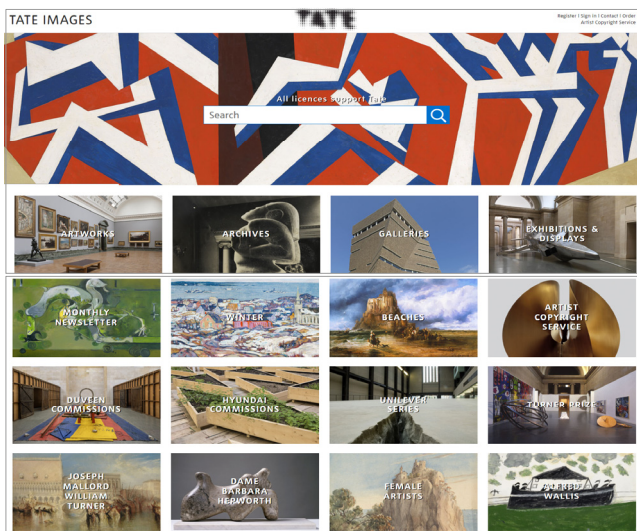 TATE IMAGES
TATE
Register | Sign in | Contact | Order
Artist Copyright Service
All licences support Tate
Search
ARTWORKS
ARCHIVES
GALLERIES
EXHIBITIONS &
DISPLAYS
MONTHLY
NEWSLETTER
WINTER
BEACHES
ARTIST
COPYRIGHT
SERVICE
DUVEEN
COMMISSIONS
HYUNDAI
COMMISSIONS
UNILEVER
SERIES
TURNER PRIZE
JOSEPH
MALLORD
WILLIAM
TURNER
DAME
BARBARA
HEPWORTH
FEMALE
ARTISTS
ALFRED
WALLIS